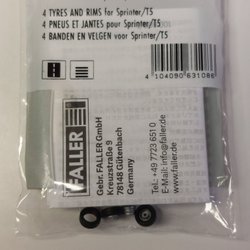 4 TYRES AND RIMS for Sprinter/T5
4 PNEUS ET JANTES pour Sprinter/T5
4 BANDEN EN VELGEN voor Sprinter/T5
4 104090 631086
FALLER
Gebr. FALLER GmbH
Kreuzstraße 9
78148 Gütenbach
Germany
Tel. +49 7723 651 0
E-Mail: info@faller.de
www.faller.de